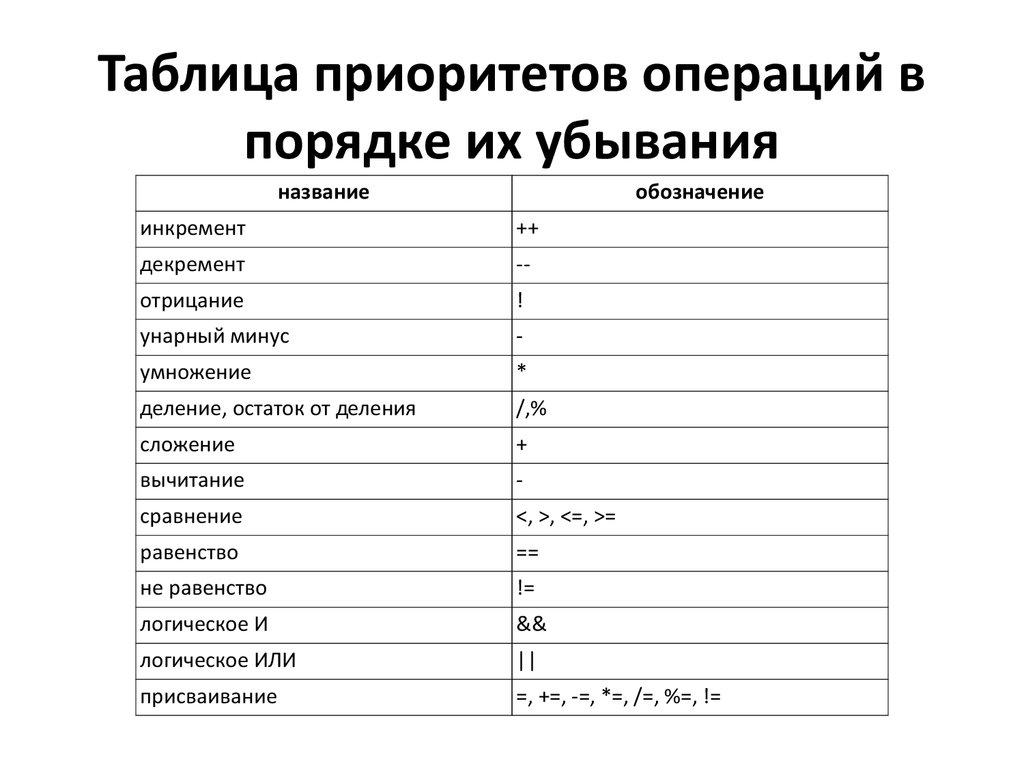 Таблица приоритетов операций в
порядке их убывания
название обозначение
инкремент ++
декремент --
отрицание !
унарный минус -
умножение *
деление, остаток от деления /,%
сложение +
вычитание -
сравнение <, >, <=, >=
равенство ==
не равенство !=
логическое И &&
логическое ИЛИ ||
присваивание =, +=, -=, *=, /=, %=, !=